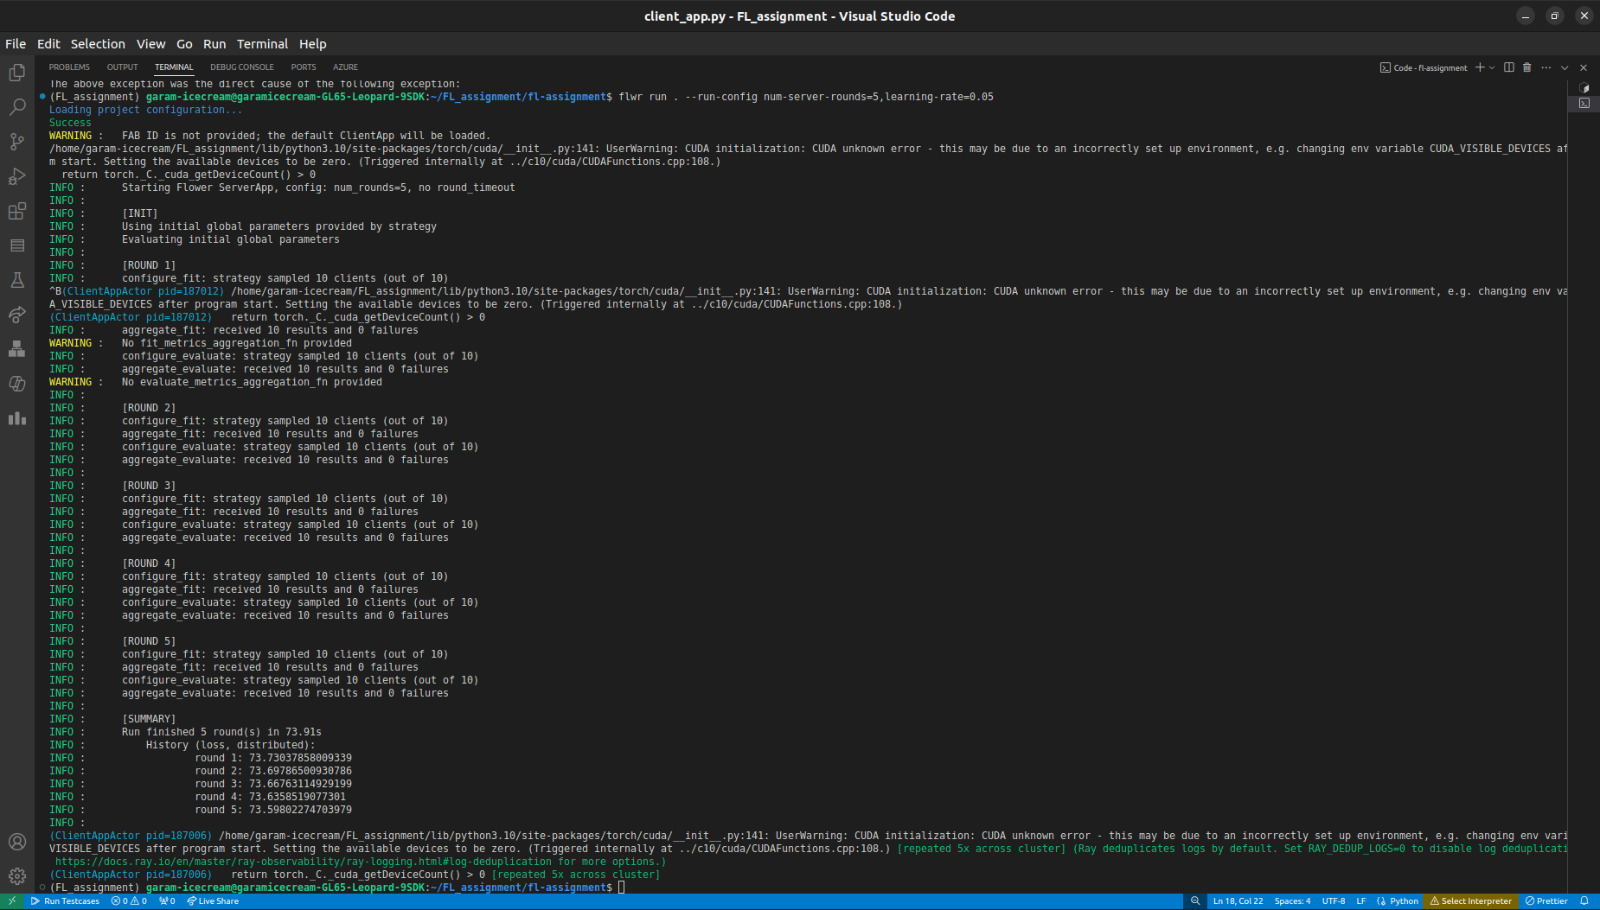 client_app.py - FL_assignment - Visual Studio Code
File Edit Selection View Go Run Terminal Help
PROBLEMS OUTPUT TERMINAL DEBUG CONSOLE PORTS AZURE
Code - fl-assignment
The above exception was the direct cause of the following exception:
(FL_assignment) garam-icecream@garamicecream-GL65-Leopard-9SDK:~/FL_assignment/fl-assignment$ flwr run . --run-config num-server-rounds=5,learning-rate=0.05
Loading project configuration...
Success
WARNING : FAB ID is not provided; the default ClientApp will be loaded.
/home/garam-icecream/FL_assignment/lib/python3.10/site-packages/torch/cuda/__init__.py:141: UserWarning: CUDA initialization: CUDA unknown error - this may be due to an incorrectly set up environment, e.g. changing env variable CUDA_VISIBLE_DEVICES af
m start. Setting the available devices to be zero. (Triggered internally at ../c10/cuda/CUDAFunctions.cpp:108.)
return torch._C._cuda_getDeviceCount() > 0
INFO : Starting Flower ServerApp, config: num_rounds=5, no round_timeout
INFO :
INFO : [INIT]
INFO : Using initial global parameters provided by strategy
INFO : Evaluating initial global parameters
INFO :
INFO : [ROUND 1]
INFO : configure_fit: strategy sampled 10 clients (out of 10)
^B(ClientAppActor pid=187012) /home/garam-icecream/FL_assignment/lib/python3.10/site-packages/torch/cuda/__init__.py:141: UserWarning: CUDA initialization: CUDA unknown error - this may be due to an incorrectly set up environment, e.g. changing env va
A_VISIBLE_DEVICES after program start. Setting the available devices to be zero. (Triggered internally at ../c10/cuda/CUDAFunctions.cpp:108.)
(ClientAppActor pid=187012) return torch._C._cuda_getDeviceCount() > 0
INFO : aggregate_fit: received 10 results and 0 failures
WARNING : No fit_metrics_aggregation_fn provided
INFO : configure_evaluate: strategy sampled 10 clients (out of 10)
INFO : aggregate_evaluate: received 10 results and 0 failures
WARNING : No evaluate_metrics_aggregation_fn provided
INFO :
INFO : [ROUND 2]
INFO : configure_fit: strategy sampled 10 clients (out of 10)
INFO : aggregate_fit: received 10 results and 0 failures
INFO : configure_evaluate: strategy sampled 10 clients (out of 10)
INFO : aggregate_evaluate: received 10 results and 0 failures
INFO :
INFO : [ROUND 3]
INFO : configure_fit: strategy sampled 10 clients (out of 10)
INFO : aggregate_fit: received 10 results and 0 failures
INFO : configure_evaluate: strategy sampled 10 clients (out of 10)
INFO : aggregate_evaluate: received 10 results and 0 failures
INFO :
INFO : [ROUND 4]
INFO : configure_fit: strategy sampled 10 clients (out of 10)
INFO : aggregate_fit: received 10 results and 0 failures
INFO : configure_evaluate: strategy sampled 10 clients (out of 10)
INFO : aggregate_evaluate: received 10 results and 0 failures
INFO :
INFO : [ROUND 5]
INFO : configure_fit: strategy sampled 10 clients (out of 10)
INFO : aggregate_fit: received 10 results and 0 failures
INFO : configure_evaluate: strategy sampled 10 clients (out of 10)
INFO : aggregate_evaluate: received 10 results and 0 failures
INFO :
INFO : [SUMMARY]
INFO : Run finished 5 round(s) in 73.91s
INFO : History (loss, distributed):
INFO : round 1: 73.73037858009339
INFO : round 2: 73.69786500930786
INFO : round 3: 73.66763114929199
INFO : round 4: 73.6358519077301
INFO : round 5: 73.59802274703979
INFO :
(ClientAppActor pid=187006) /home/garam-icecream/FL_assignment/lib/python3.10/site-packages/torch/cuda/__init__.py:141: UserWarning: CUDA initialization: CUDA unknown error - this may be due to an incorrectly set up environment, e.g. changing env vari
VISIBLE_DEVICES after program start. Setting the available devices to be zero. (Triggered internally at ../c10/cuda/CUDAFunctions.cpp:108.) [repeated 5x across cluster] (Ray deduplicates logs by default. Set RAY_DEDUP_LOGS=0 to disable log deduplicati
https://docs.ray.io/en/master/ray-observability/ray-logging.html#log-deduplication for more options.)
(ClientAppActor pid=187006) return torch._C._cuda_getDeviceCount() > 0 [repeated 5x across cluster]
(FL_assignment) garam-icecream@garamicecream-GL65-Leopard-9SDK:~/FL_assignment/fl-assignment$
Run Testcases 0 0 0 Live Share Ln 18, Col 22 Spaces: 4 UTF-8 LF Python Select Interpreter Prettier